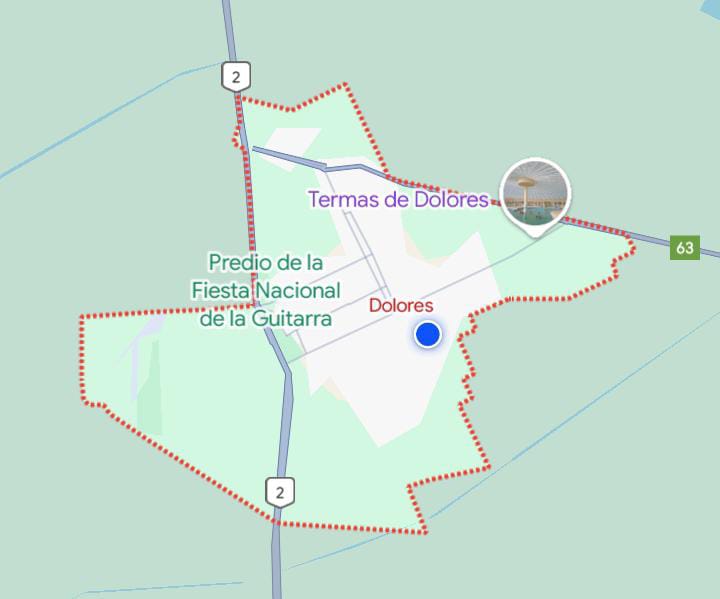 2
Termas de Dolores
63
Predio de la
Fiesta Nacional
de la Guitarra
Dolores
2